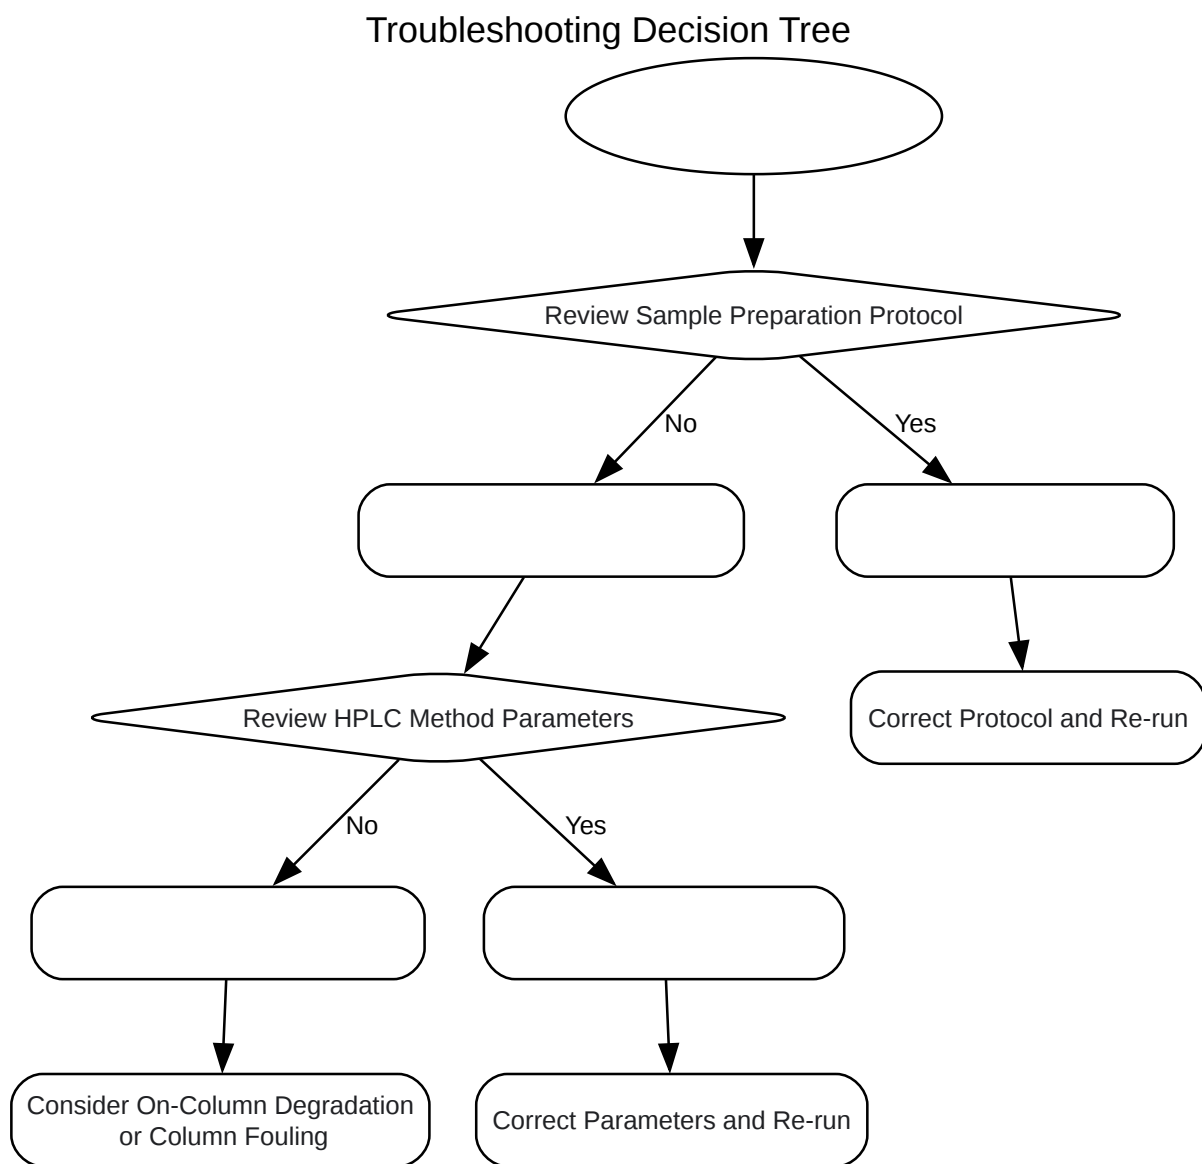 Troubleshooting Decision Tree
Review Sample Preparation Protocol
No
Yes
Review HPLC Method Parameters
Correct Protocol and Re-run
No
Yes
Consider On-Column Degradation
or Column Fouling
Correct Parameters and Re-run